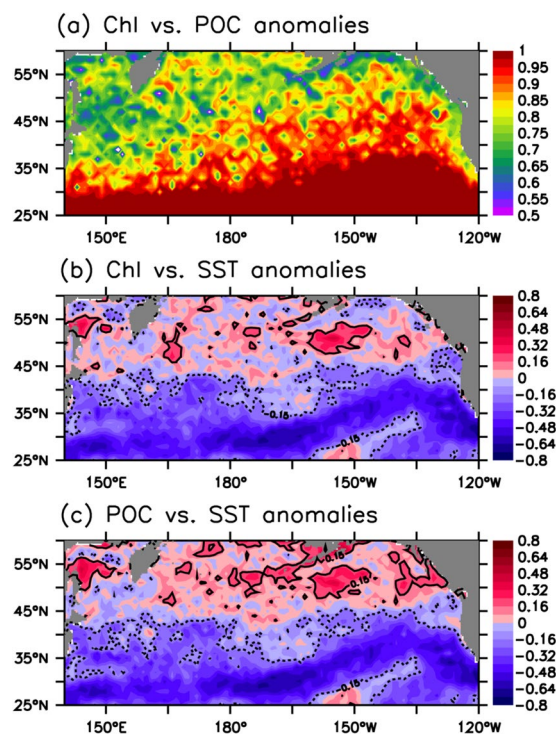 (a) Chl vs. POC anomalies
55°N
45°N
35°N
25°N
150°E
180°
150°W
120°W
1
0.95
0.9
0.85
0.8
0.75
0.7
0.65
0.6
0.55
0.5
(b) Chl vs. SST anomalies
55°N
45°N
35°N
25°N
-0.15
-0.15
150°E
180°
150°W
120°W
0.8
0.64
0.48
0.32
0.16
0
-0.16
-0.32
-0.48
-0.64
-0.8
(c) POC vs. SST anomalies
55°N
45°N
35°N
25°N
-0.15
-0.15
-0.15
150°E
180°
150°W
120°W
0.8
0.64
0.48
0.32
0.16
0
-0.16
-0.32
-0.48
-0.64
-0.8